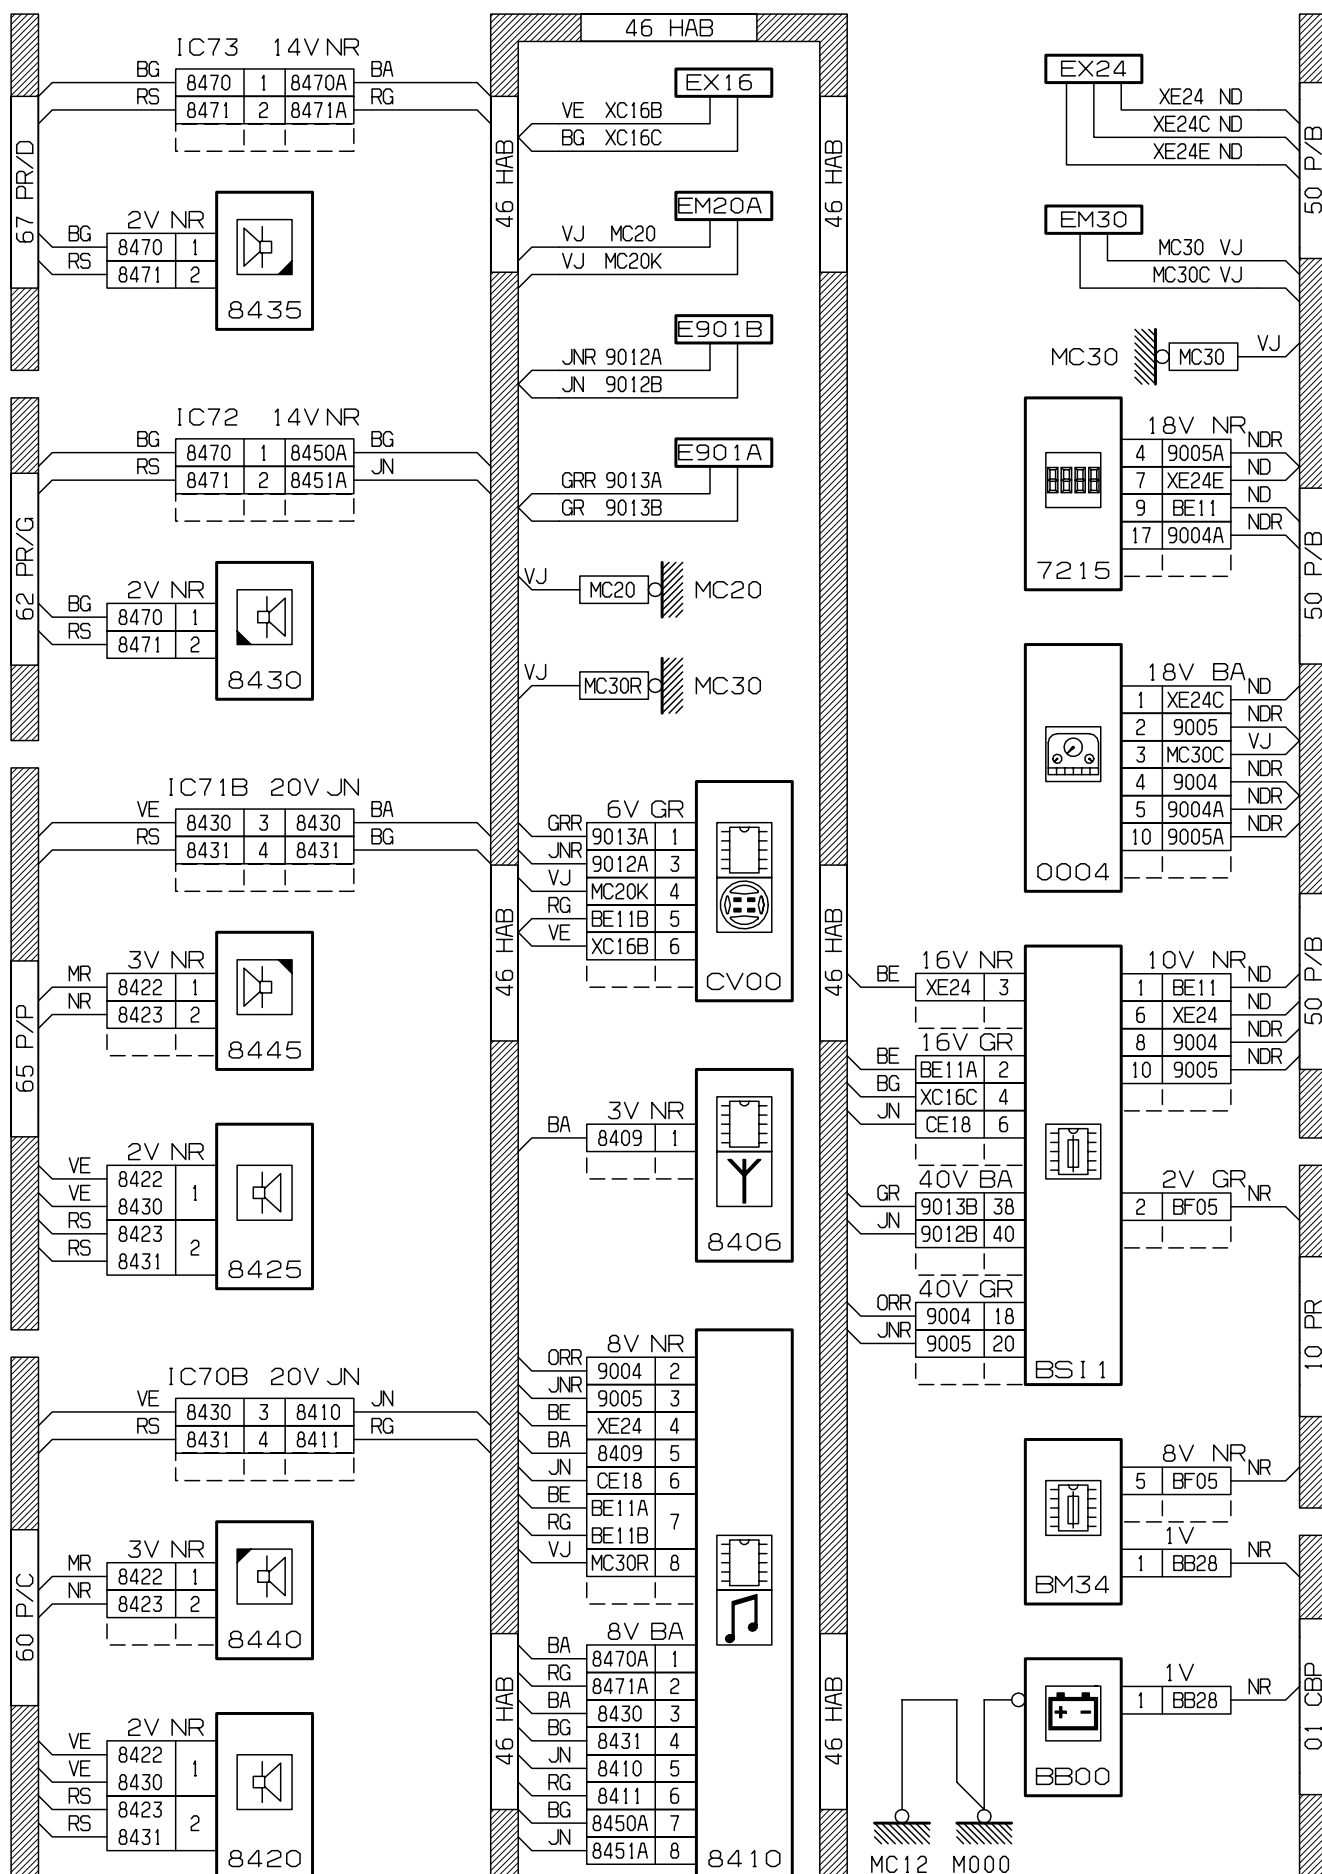 46 HAB
IC73 14V NR
BG 8470 1 8470A BA
RS 8471 2 8471A RG
67 PR/D
2V NR
BG 8470 1
RS 8471 2
8435
IC72 14V NR
BG 8470 1 8450A BG
RS 8471 2 8451A JN
62 PR/G
2V NR
BG 8470 1
RS 8471 2
8430
IC71B 20V JN
VE 8430 3 8430 BA
RS 8431 4 8431 BG
65 P/P
3V NR
MR 8422 1
NR 8423 2
8445
2V NR
VE 8422
VE 8430
1
RS 8423
RS 8431
2
8425
IC70B 20V JN
VE 8430 3 8410 JN
RS 8431 4 8411 RG
60 P/C
3V NR
MR 8422 1
NR 8423 2
8440
2V NR
VE 8422
VE 8430
1
RS 8423
RS 8431
2
8420
46 HAB
46 HAB
46 HAB
EX16
VE XC16B
BG XC16C
EM20A
VJ MC20
VJ MC20K
E901B
JNR 9012A
JN 9012B
E901A
GRR 9013A
GR 9013B
VJ MC20 MC20
VJ MC30R MC30
6V GR
GRR 9013A 1
JNR 9012A 3
VJ MC20K 4
RG BE11B 5
VE XC16B 6
CV00
3V NR
BA 8409 1
8406
8V NR
ORR 9004 2
JNR 9005 3
BE XE24 4
BA 8409 5
JN CE18 6
BE BE11A
RG BE11B
7
VJ MC30R 8
8V BA
BA 8470A 1
RG 8471A 2
BA 8430 3
BG 8431 4
JN 8410 5
RG 8411 6
BG 8450A 7
JN 8451A 8
8410
46 HAB
46 HAB
46 HAB
EX24
XE24 ND
XE24C ND
XE24E ND
50 P/B
EM30
MC30 VJ
MC30C VJ
MC30 MC30 VJ
18V NR
4 9005A NDR
7 XE24E ND
9 BE11 ND
17 9004A NDR
7215
50 P/B
18V BA
1 XE24C ND
2 9005 NDR
3 MC30C VJ
4 9004 NDR
5 9004A NDR
10 9005A NDR
0004
50 P/B
16V NR
BE XE24 3
16V GR
BE BE11A 2
BG XC16C 4
JN CE18 6
40V BA
GR 9013B 38
JN 9012B 40
40V GR
ORR 9004 18
JNR 9005 20
10V NR
1 BE11 ND
6 XE24 ND
8 9004 NDR
10 9005 NDR
2V GR
2 BF05 NR
BSI1
10 PR
8V NR
5 BF05 NR
1V
1 BB28 NR
BM34
1V
1 BB28 NR
BB00
01 CBP
MC12 M000